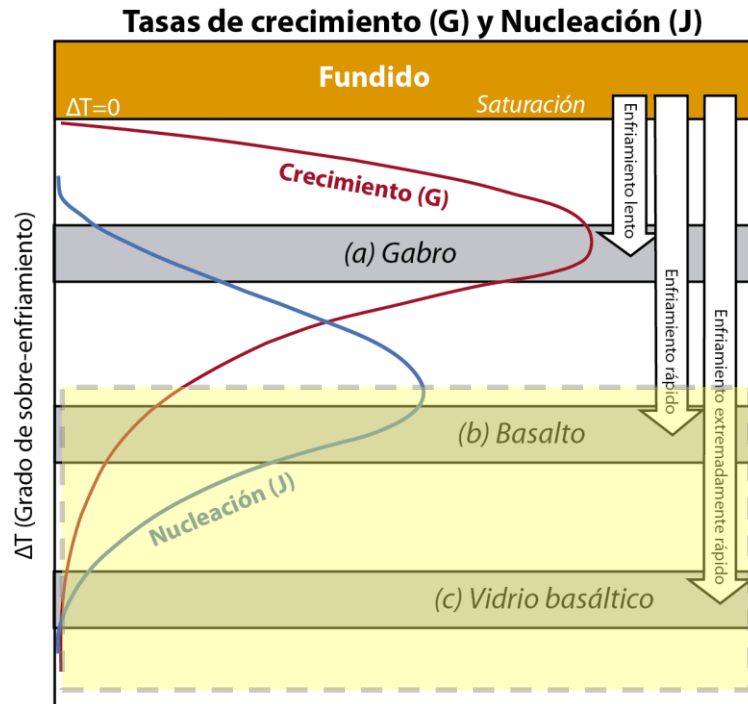 Tasas de crecimiento (G) y Nucleación (J)
Fundido
ΔT=0
Saturación
Crecimiento (G)
Enfriamiento lento
(a) Gabro
Enfriamiento rápido
Enfriamiento extremadamente rápido
ΔT (Grado de sobre-enfriamiento)
(b) Basalto
Nucleación (J)
(c) Vidrio basáltico